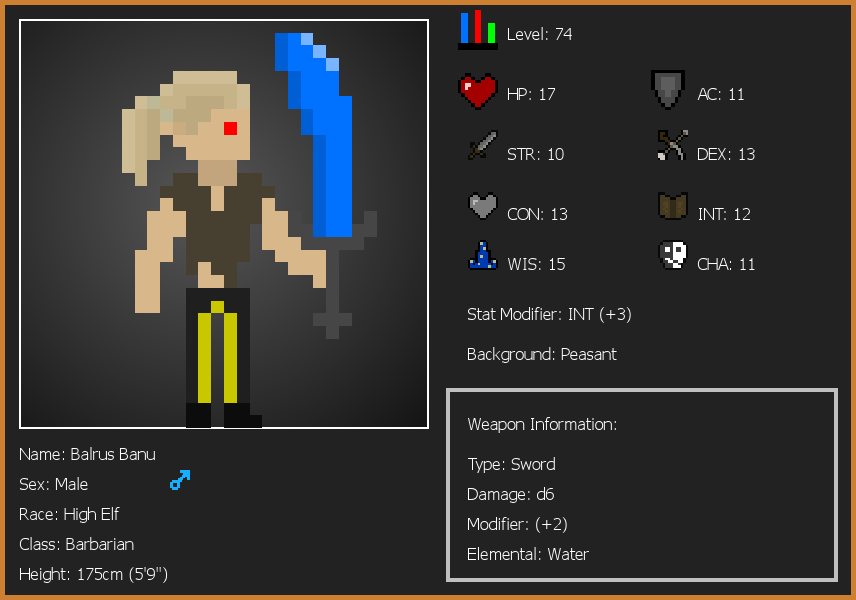 Level: 74
HP: 17
AC: 11
STR: 10
DEX: 13
CON: 13
INT: 12
WIS: 15
CHA: 11
Stat Modifier: INT (+3)
Background: Peasant
Weapon Information:
Type: Sword
Damage: d6
Modifier: (+2)
Elemental: Water
Name: Balrus Banu
Sex: Male
Race: High Elf
Class: Barbarian
Height: 175cm (5'9")